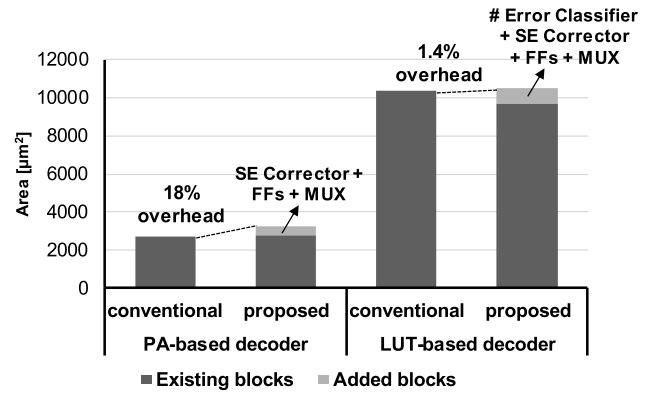 # Error Classifier
+ SE Corrector
+ FFs + MUX
1.4%
overhead
12000
10000
8000
6000
4000
2000
0
Area [μm²]
18%
overhead
SE Corrector +
FFs + MUX
conventional proposed conventional proposed
PA-based decoder LUT-based decoder
Existing blocks Added blocks